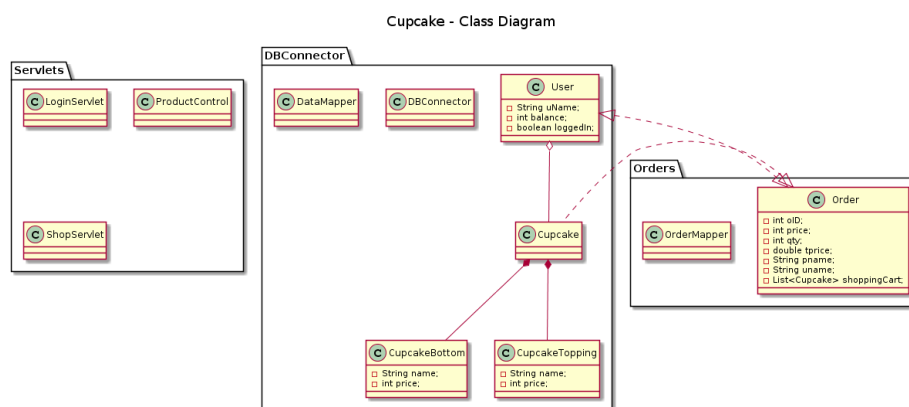 Cupcake - Class Diagram
Servlets
C LoginServlet
C ProductControl
C ShopServlet
DBConnector
C DataMapper
C DBConnector
C User
String uName;
int balance;
boolean loggedIn;
C Cupcake
C CupcakeBottom
String name;
int price;
C CupcakeTopping
String name;
int price;
Orders
C OrderMapper
C Order
int oID;
int price;
int qty;
double tprice;
String pname;
String uname;
List<Cupcake> shoppingCart;